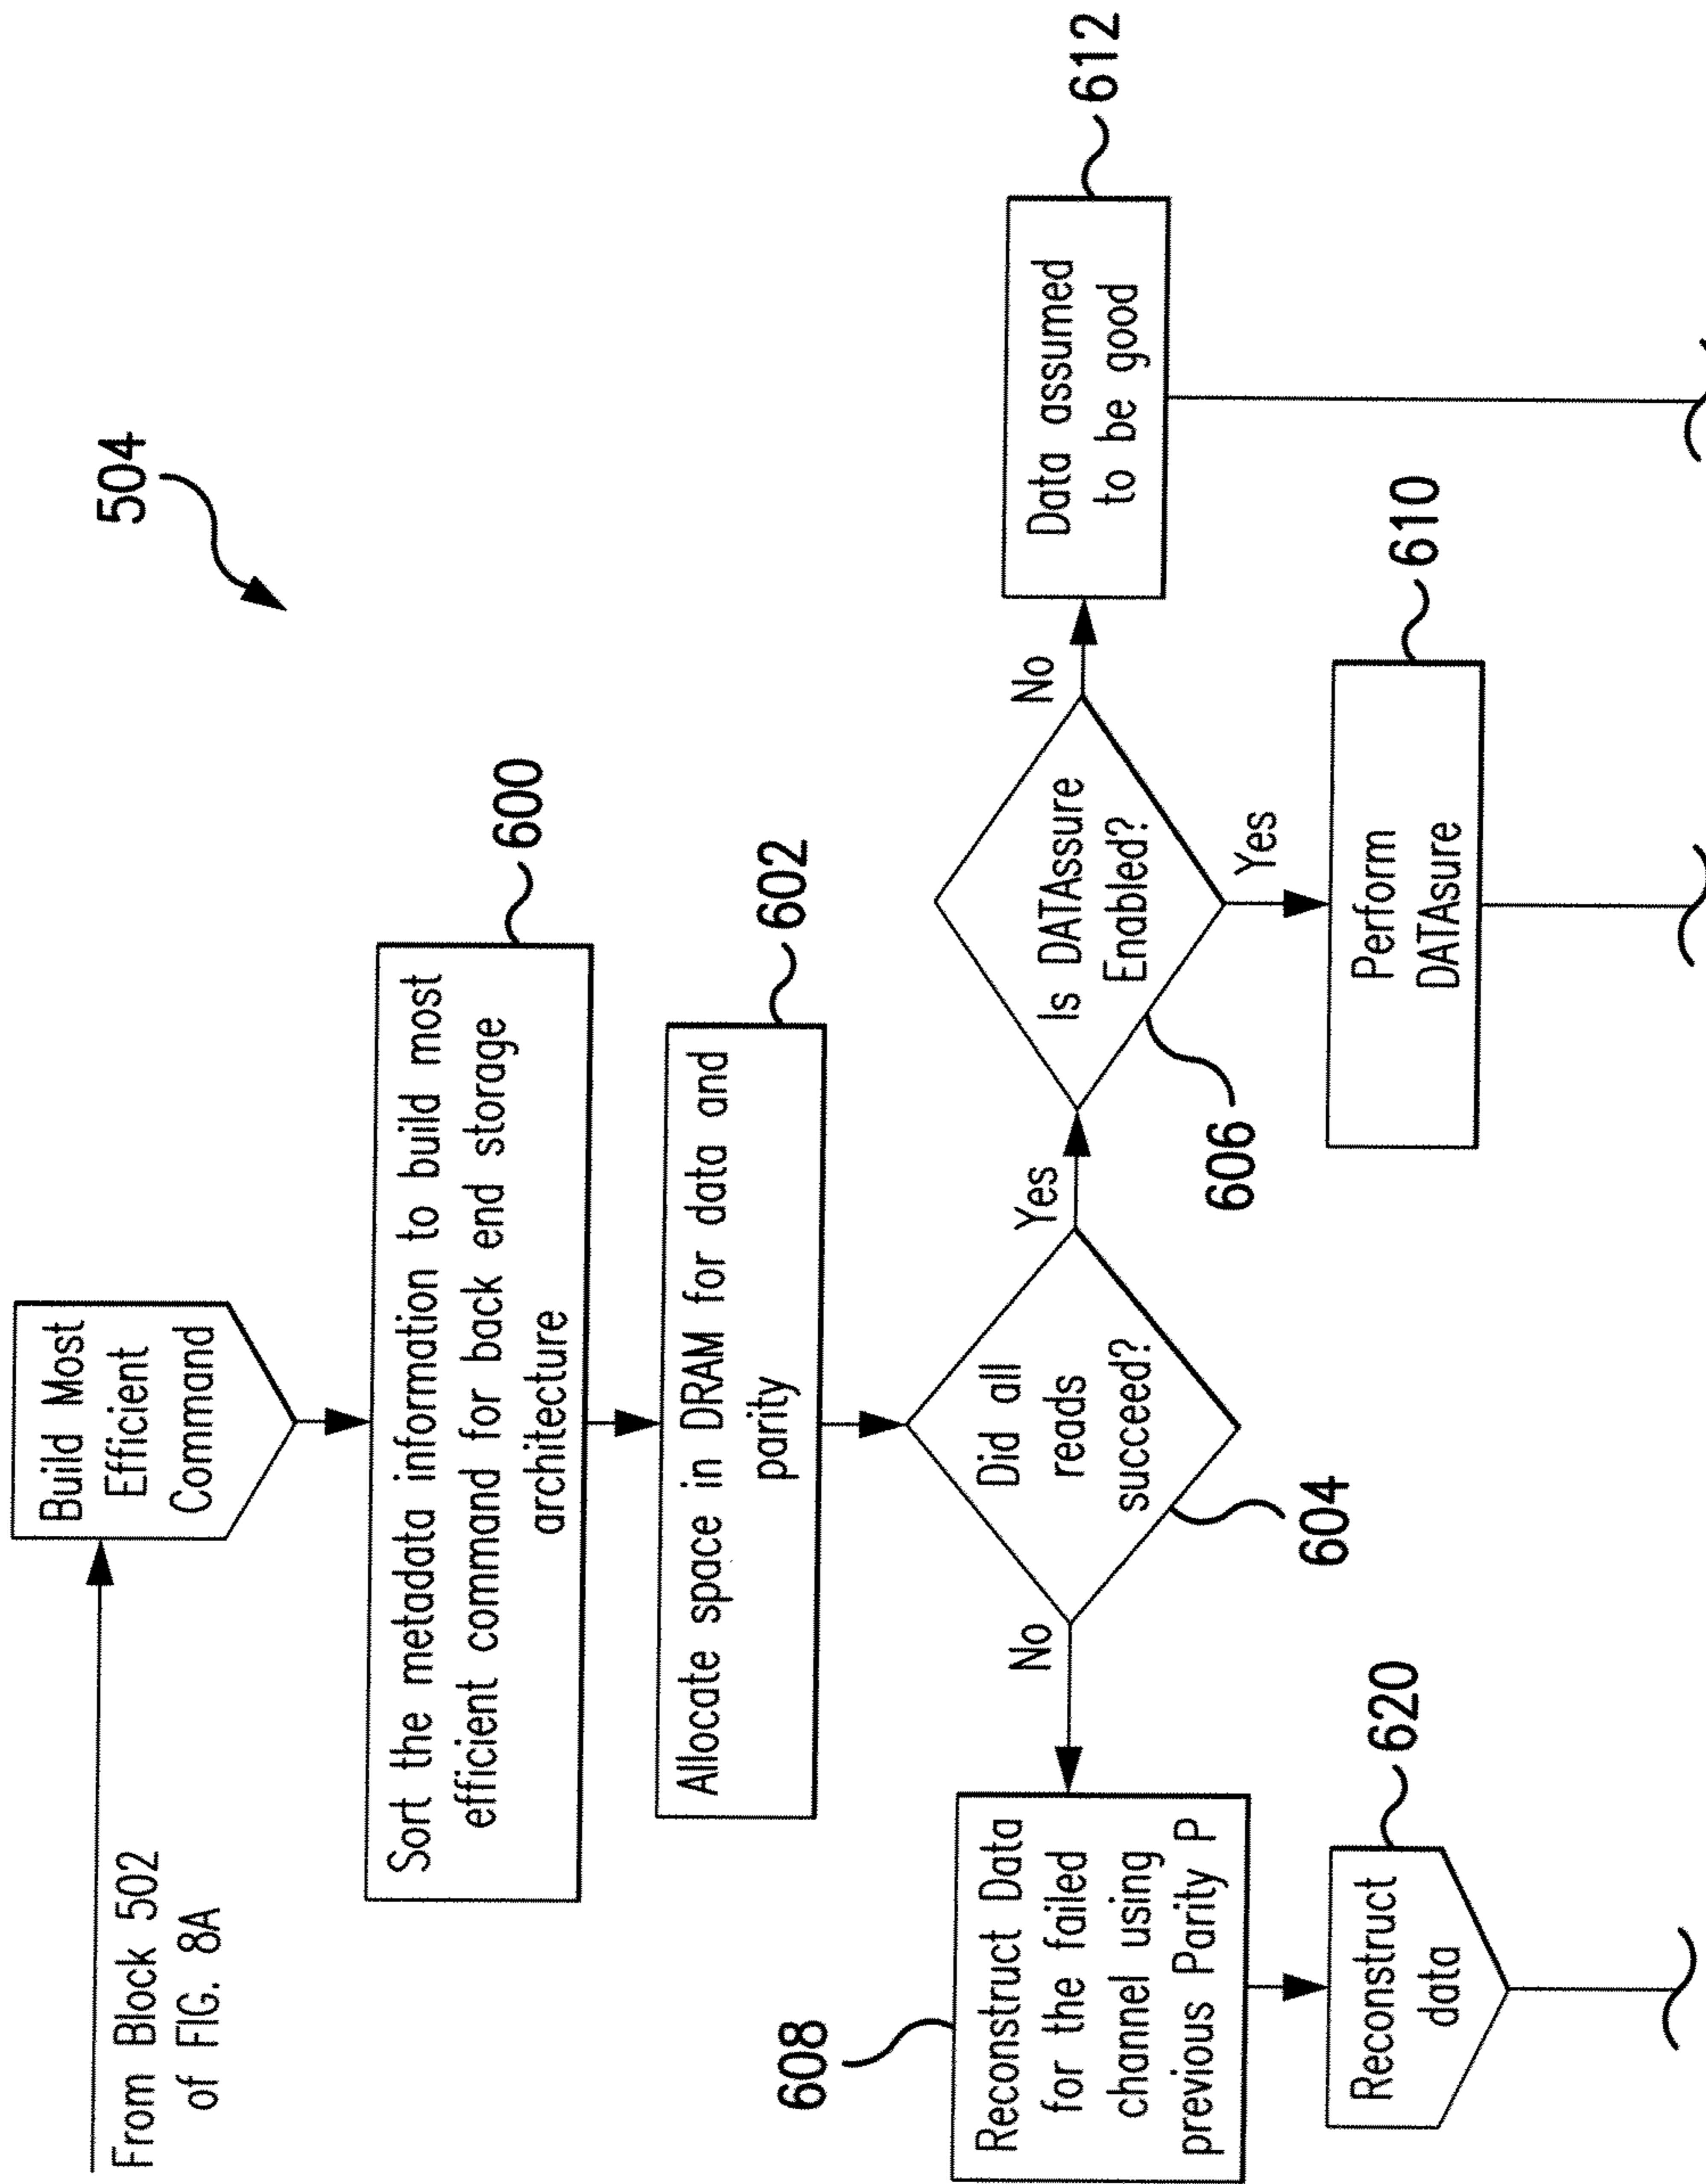 504
From Block 502
of FIG. 8A
Build Most
Efficient
Command
Sort the metadata information to build most
efficient command for back end storage
architecture
600
Allocate space in DRAM for data and
parity
602
Did all
reads
succeed?
604
No
Yes
Reconstruct Data
for the failed
channel using
previous Parity P
608
Reconstruct
data
620
Is DATAssure
Enabled?
606
No
Yes
Data assumed
to be good
612
Perform
DATAsure
610